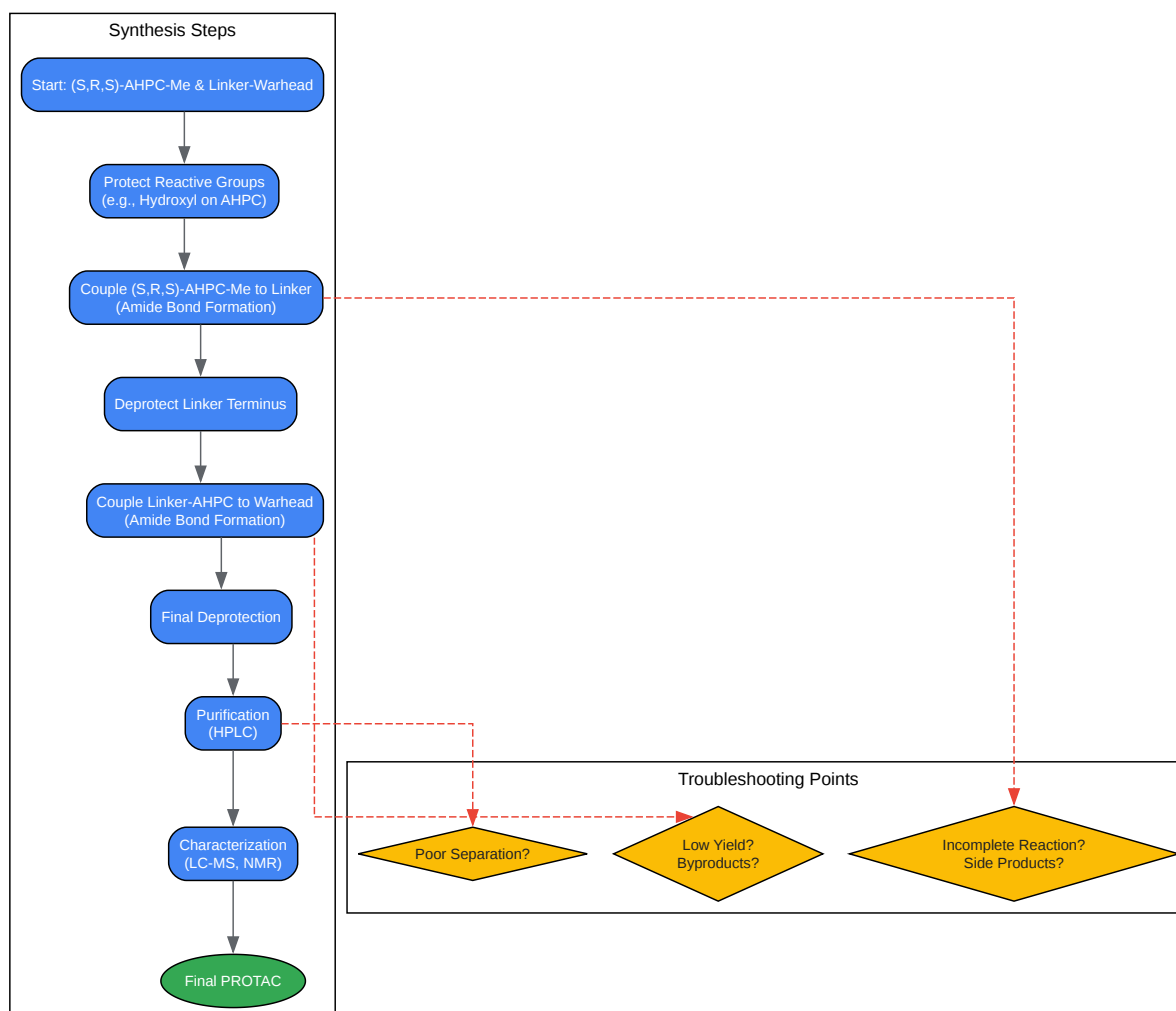 Synthesis Steps
Start: (S,R,S)-AHPC-Me & Linker-Warhead
Protect Reactive Groups
(e.g., Hydroxyl on AHPC)
Couple (S,R,S)-AHPC-Me to Linker
(Amide Bond Formation)
Deprotect Linker Terminus
Couple Linker-AHPC to Warhead
(Amide Bond Formation)
Final Deprotection
Purification
(HPLC)
Characterization
(LC-MS, NMR)
Final PROTAC
Troubleshooting Points
Poor Separation?
Low Yield?
Byproducts?
Incomplete Reaction?
Side Products?